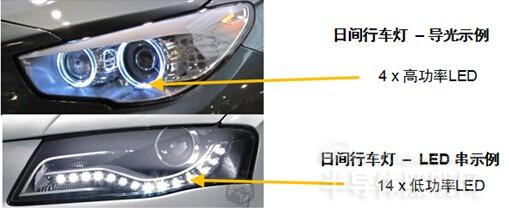 日间行车灯 – 导光示例
4 x 高功率LED
日间行车灯 – LED 串示例
14 x 低功率LED